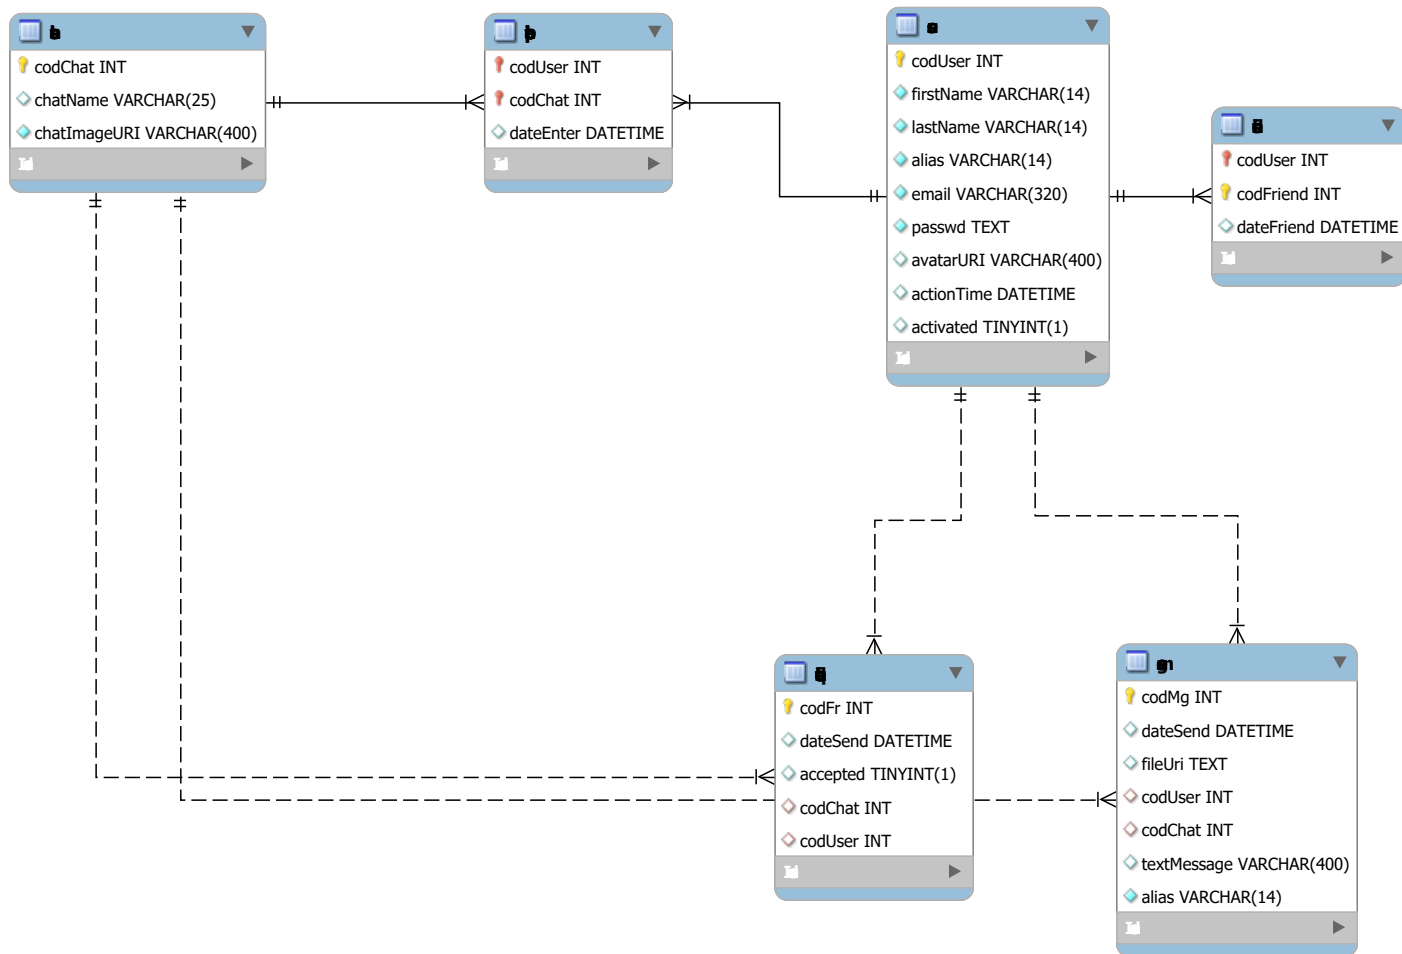 codChat INT
chatName VARCHAR(25)
chatImageURI VARCHAR(400)
codUser INT
codChat INT
dateEnter DATETIME
codUser INT
firstName VARCHAR(14)
lastName VARCHAR(14)
alias VARCHAR(14)
email VARCHAR(320)
passwd TEXT
avatarURI VARCHAR(400)
actionTime DATETIME
activated TINYINT(1)
codUser INT
codFriend INT
dateFriend DATETIME
codFr INT
dateSend DATETIME
accepted TINYINT(1)
codChat INT
codUser INT
codMg INT
dateSend DATETIME
fileUri TEXT
codUser INT
codChat INT
textMessage VARCHAR(400)
alias VARCHAR(14)